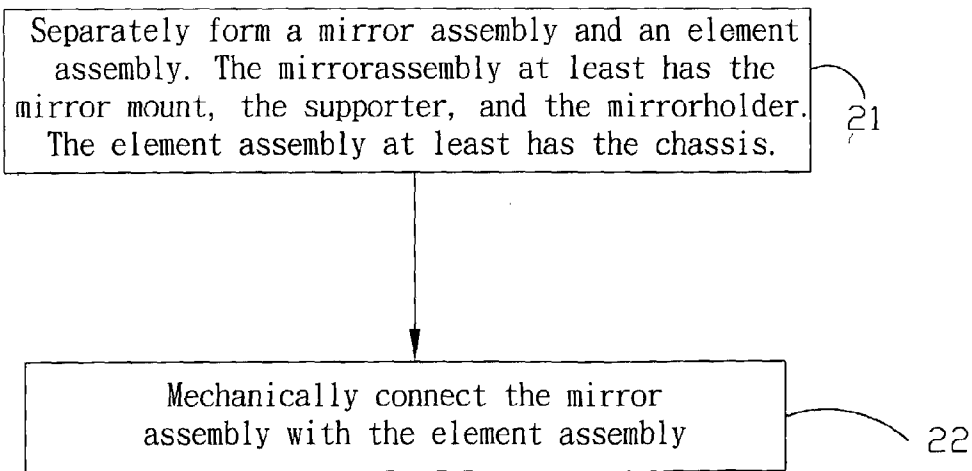 Separately form a mirror assembly and an element
assembly. The mirrorassembly at least has the
mirror mount, the supporter, and the mirrorholder.
The element assembly at least has the chassis.
21
Mechanically connect the mirror
assembly with the element assembly
22